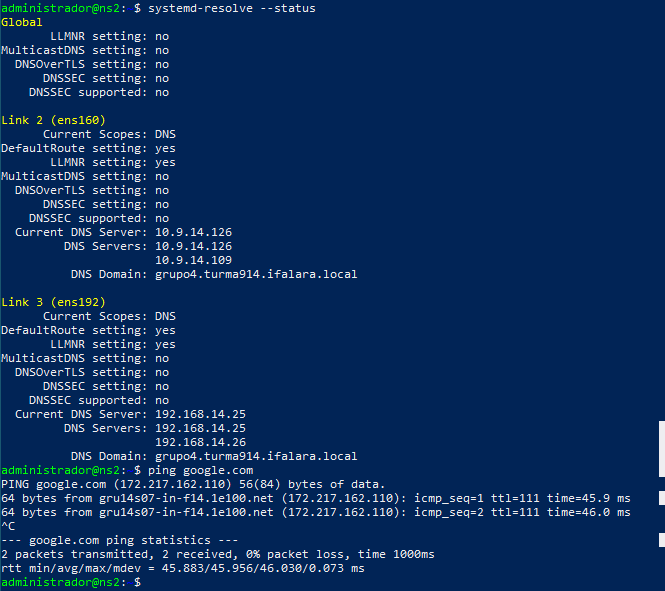 administrador@ns2:~$ systemd-resolve --status
Global
LLMNR setting: no
MulticastDNS setting: no
DNSOverTLS setting: no
DNSSEC setting: no
DNSSEC supported: no
Link 2 (ens160)
Current Scopes: DNS
DefaultRoute setting: yes
LLMNR setting: yes
MulticastDNS setting: no
DNSOverTLS setting: no
DNSSEC setting: no
DNSSEC supported: no
Current DNS Server: 10.9.14.126
DNS Servers: 10.9.14.126
10.9.14.109
DNS Domain: grupo4.turma914.ifalara.local
Link 3 (ens192)
Current Scopes: DNS
DefaultRoute setting: yes
LLMNR setting: yes
MulticastDNS setting: no
DNSOverTLS setting: no
DNSSEC setting: no
DNSSEC supported: no
Current DNS Server: 192.168.14.25
DNS Servers: 192.168.14.25
192.168.14.26
DNS Domain: grupo4.turma914.ifalara.local
administrador@ns2:~$ ping google.com
PING google.com (172.217.162.110) 56(84) bytes of data.
64 bytes from gru14s07-in-f14.1e100.net (172.217.162.110): icmp_seq=1 ttl=111 time=45.9 ms
64 bytes from gru14s07-in-f14.1e100.net (172.217.162.110): icmp_seq=2 ttl=111 time=46.0 ms
^C
--- google.com ping statistics ---
2 packets transmitted, 2 received, 0% packet loss, time 1000ms
rtt min/avg/max/mdev = 45.883/45.956/46.030/0.073 ms
administrador@ns2:~$